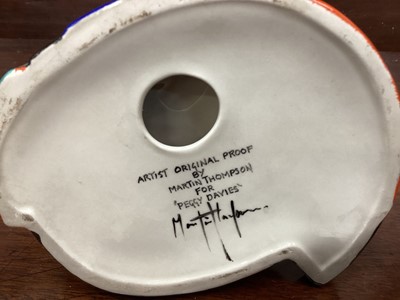 ARTIST ORIGINAL PROOF
BY
MARTIN THOMPSON
FOR
"PEGGY DAVIES"